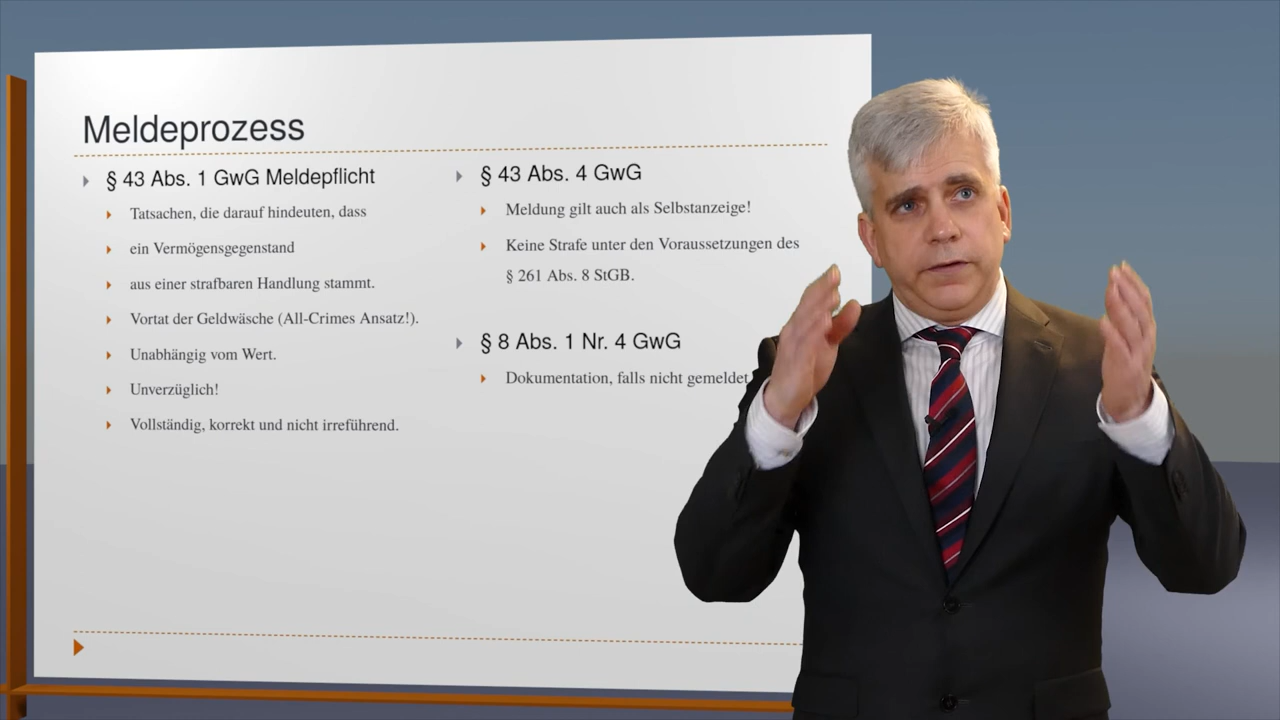 Meldeprozess
§ 43 Abs. 1 GwG Meldepflicht
Tatsachen, die darauf hindeuten, dass
ein Vermögensgegenstand
aus einer strafbaren Handlung stammt.
Vortat der Geldwäsche (All-Crimes Ansatz!).
Unabhängig vom Wert.
Unverzüglich!
Vollständig, korrekt und nicht irreführend.
§ 43 Abs. 4 GwG
Meldung gilt auch als Selbstanzeige!
Keine Strafe unter den Voraussetzungen des
§ 261 Abs. 8 StGB.
§ 8 Abs. 1 Nr. 4 GwG
Dokumentation, falls nicht gemeldet